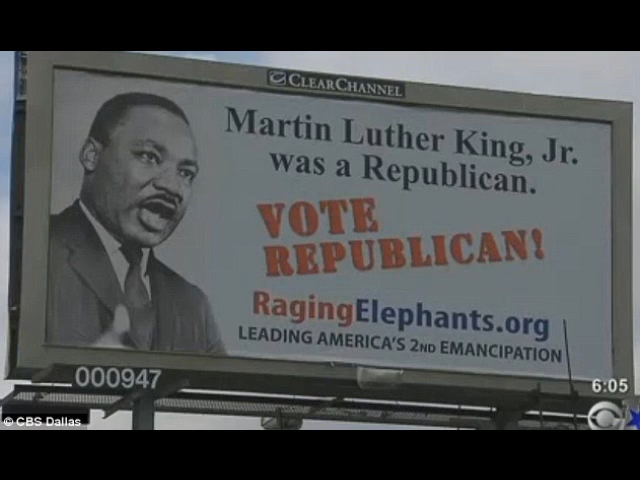 CLEARCHANNEL
Martin Luther King, Jr.
was a Republican.
VOTE
REPUBLICAN!
RagingElephants.org
LEADING AMERICA'S 2ND EMANCIPATION
000947
6:05
© CBS Dallas